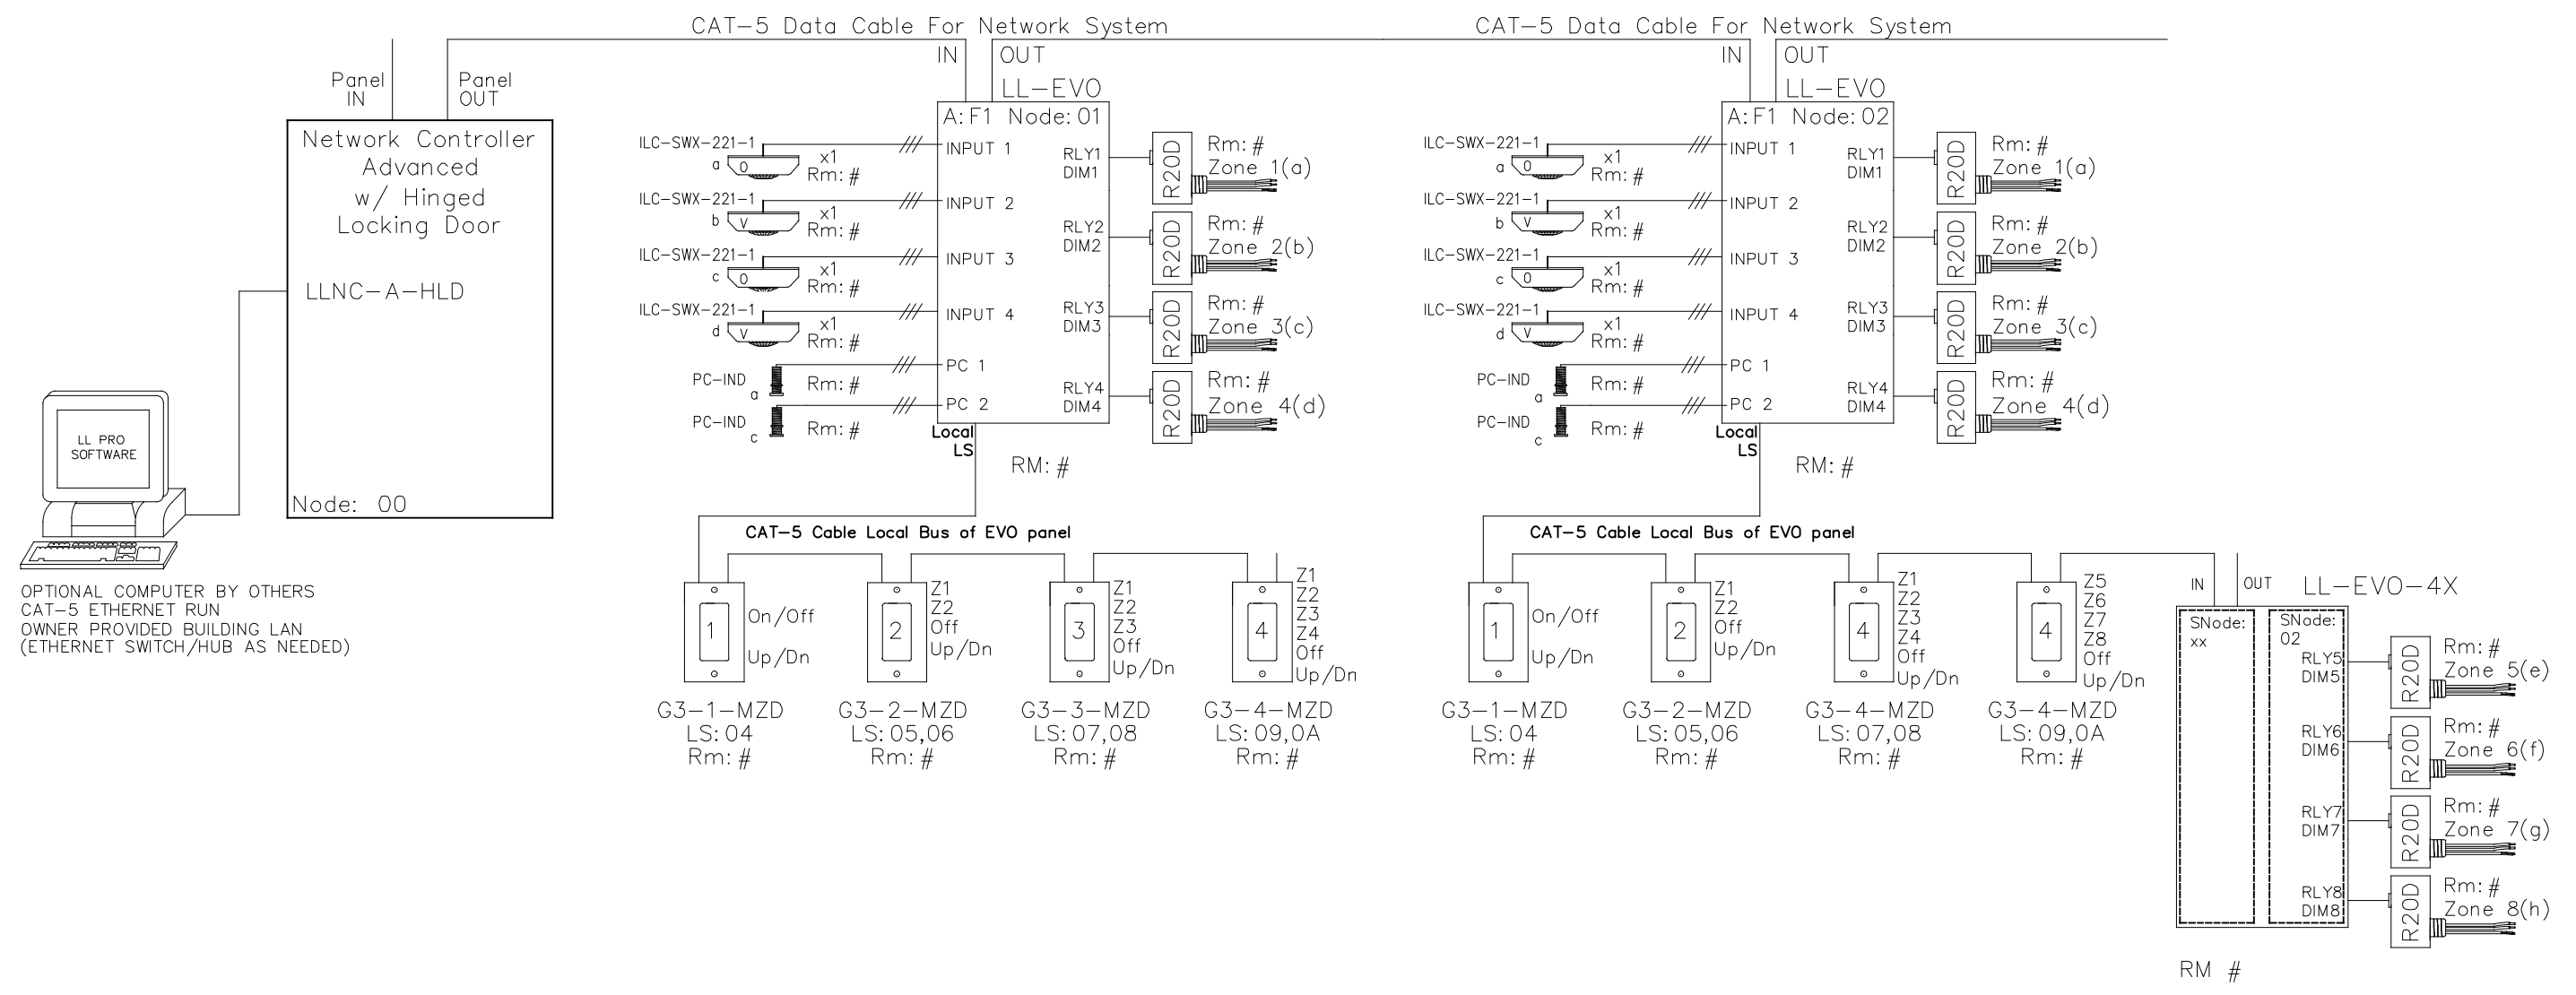 CAT-5 Data Cable For Network System
CAT-5 Data Cable For Network System
Panel
IN
Panel
OUT
Network Controller
Advanced
w/ Hinged
Locking Door
LLNC-A-HLD
Node: 00
LL PRO
SOFTWARE
OPTIONAL COMPUTER BY OTHERS
CAT-5 ETHERNET RUN
OWNER PROVIDED BUILDING LAN
(ETHERNET SWITCH/HUB AS NEEDED)
IN
OUT
LL-EVO
A:F1 Node:01
ILC-SWX-221-1
a
O
x1
Rm: #
INPUT 1
ILC-SWX-221-1
b
V
x1
Rm: #
INPUT 2
ILC-SWX-221-1
c
O
x1
Rm: #
INPUT 3
ILC-SWX-221-1
d
V
x1
Rm: #
INPUT 4
PC-IND
a
Rm: #
PC 1
PC-IND
c
Rm: #
PC 2
RLY1
DIM1
R20D
Rm: #
Zone 1(a)
RLY2
DIM2
R20D
Rm: #
Zone 2(b)
RLY3
DIM3
R20D
Rm: #
Zone 3(c)
RLY4
DIM4
R20D
Rm: #
Zone 4(d)
Local
LS
RM: #
CAT-5 Cable Local Bus of EVO panel
1
On/Off
Up/Dn
G3-1-MZD
LS:04
Rm: #
2
Z1
Z2
Off
Up/Dn
G3-2-MZD
LS:05,06
Rm: #
3
Z1
Z2
Z3
Off
Up/Dn
G3-3-MZD
LS:07,08
Rm: #
4
Z1
Z2
Z3
Z4
Off
Up/Dn
G3-4-MZD
LS:09,0A
Rm: #
IN
OUT
LL-EVO
A:F1 Node:02
ILC-SWX-221-1
a
O
x1
Rm: #
INPUT 1
ILC-SWX-221-1
b
V
x1
Rm: #
INPUT 2
ILC-SWX-221-1
c
O
x1
Rm: #
INPUT 3
ILC-SWX-221-1
d
V
x1
Rm: #
INPUT 4
PC-IND
a
Rm: #
PC 1
PC-IND
c
Rm: #
PC 2
RLY1
DIM1
R20D
Rm: #
Zone 1(a)
RLY2
DIM2
R20D
Rm: #
Zone 2(b)
RLY3
DIM3
R20D
Rm: #
Zone 3(c)
RLY4
DIM4
R20D
Rm: #
Zone 4(d)
Local
LS
RM: #
CAT-5 Cable Local Bus of EVO panel
1
On/Off
Up/Dn
G3-1-MZD
LS:04
Rm: #
2
Z1
Z2
Off
Up/Dn
G3-2-MZD
LS:05,06
Rm: #
4
Z1
Z2
Z3
Z4
Off
Up/Dn
G3-4-MZD
LS:07,08
Rm: #
4
Z5
Z6
Z7
Z8
Off
Up/Dn
G3-4-MZD
LS:09,0A
Rm: #
IN
OUT
LL-EVO-4X
SNode:
xx
SNode:
02
RLY5
DIM5
R20D
Rm: #
Zone 5(e)
RLY6
DIM6
R20D
Rm: #
Zone 6(f)
RLY7
DIM7
R20D
Rm: #
Zone 7(g)
RLY8
DIM8
R20D
Rm: #
Zone 8(h)
RM #